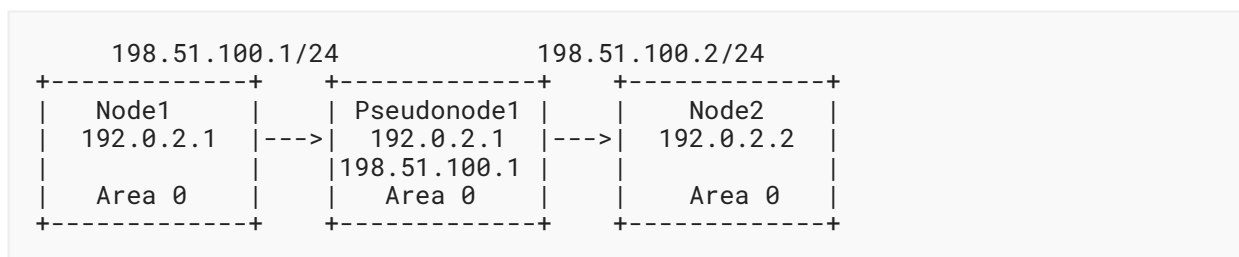 198.51.100.1/24 198.51.100.2/24
+-------------+ +-------------+ +-------------+
| Node1 | | Pseudonode1 | | Node2 |
| 192.0.2.1 |--->| 192.0.2.1 |--->| 192.0.2.2 |
| | |198.51.100.1 | | |
| Area 0 | | Area 0 | | Area 0 |
+-------------+ +-------------+ +-------------+